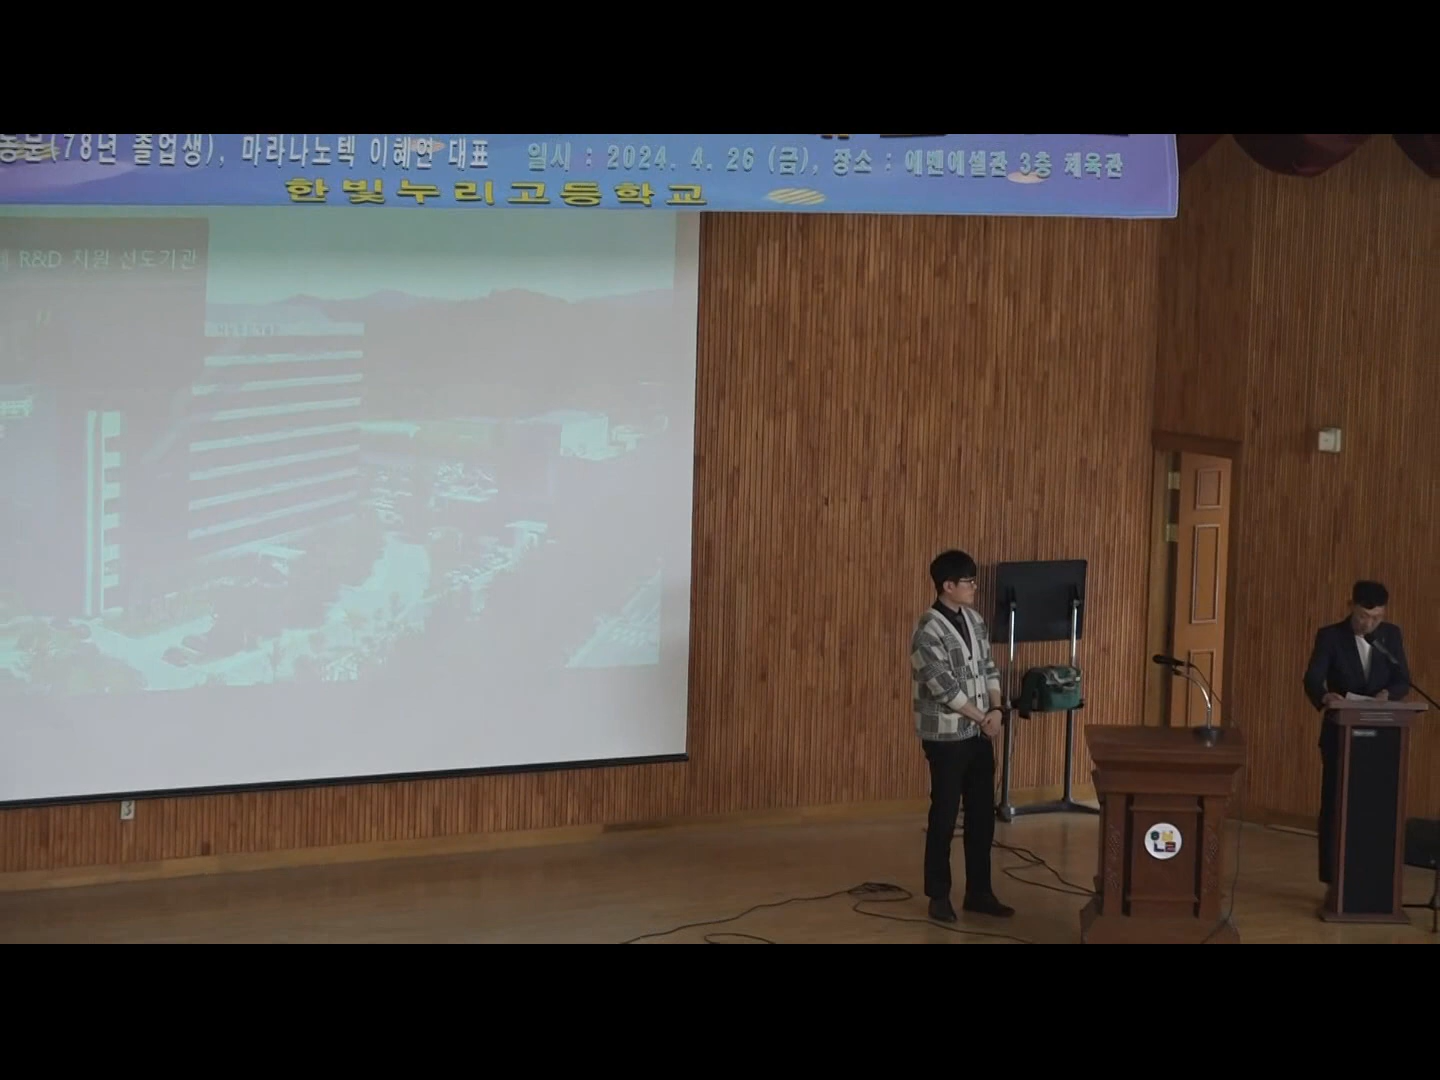 동문(78년 졸업생), 마라나노텍 이혜연 대표 일시 : 2024. 4. 26 (금), 장소 : 에벤에셀관 3층 체육관
한빛누리고등학교
R&D 지원 선도기관